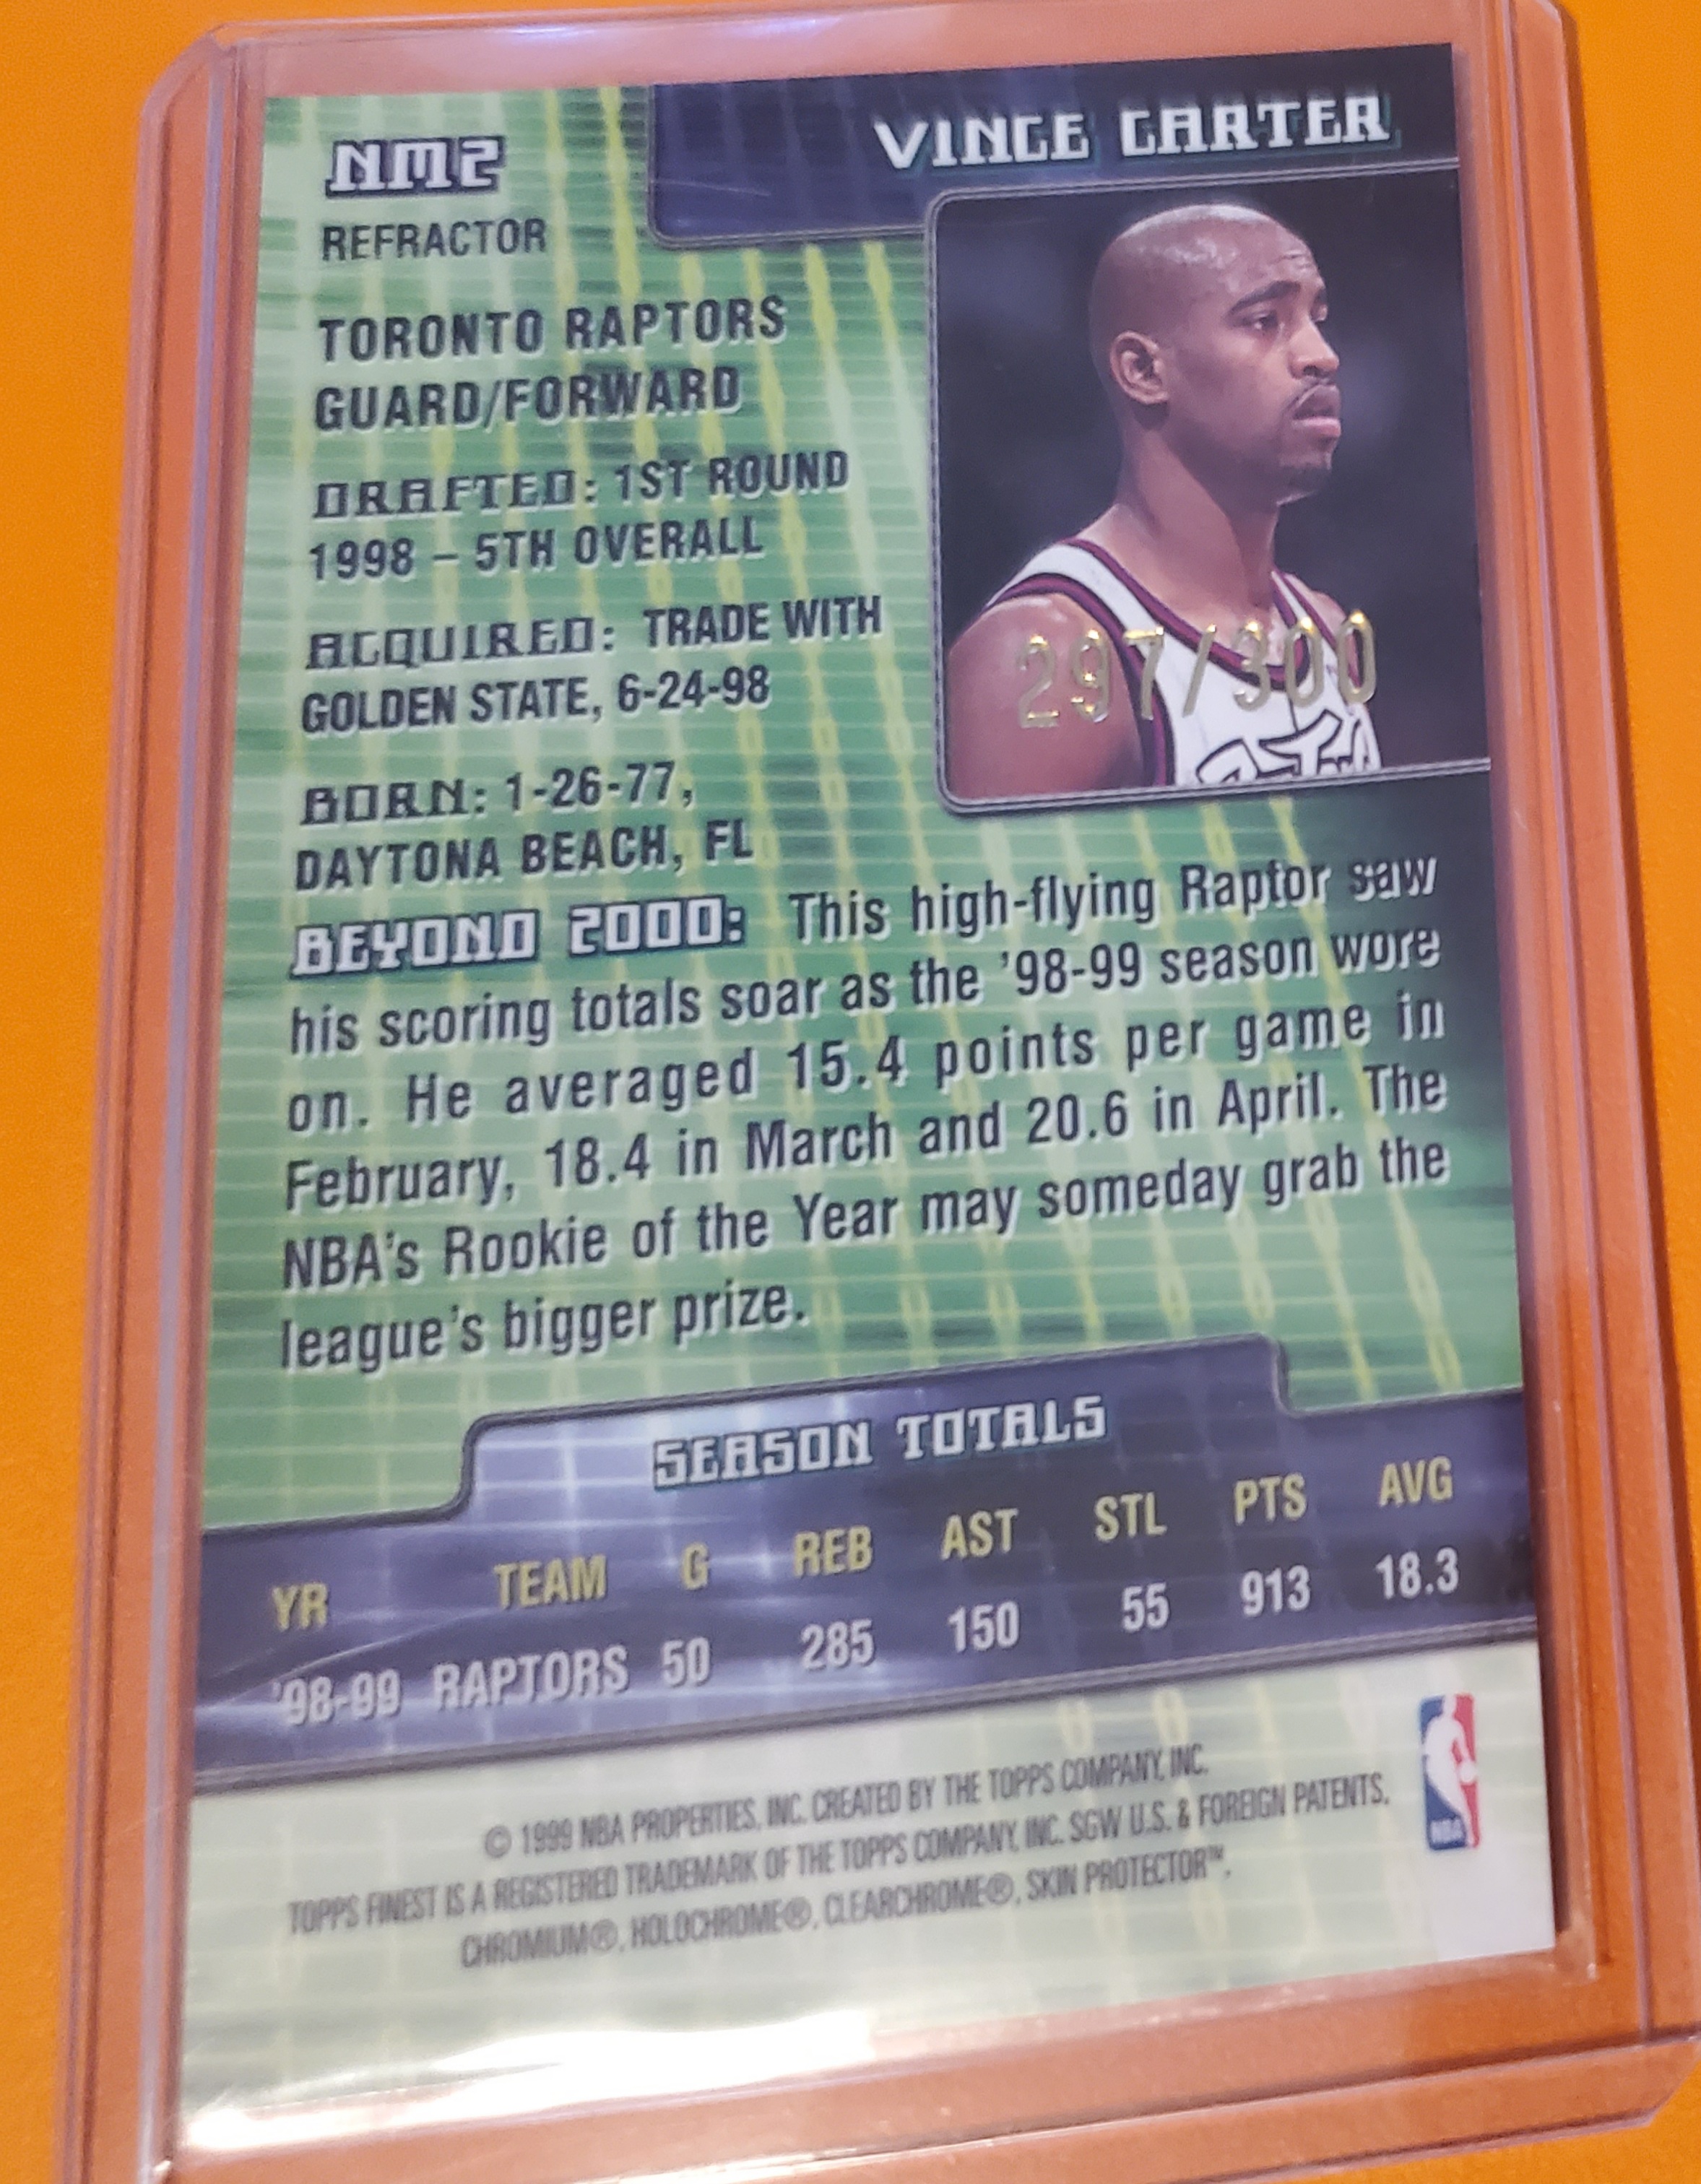 NM2
VINCE CARTER
REFRACTOR
TORONTO RAPTORS
GUARD/FORWARD
DRAFTED: 1ST ROUND
1998 – 5TH OVERALL
ACQUIRED: TRADE WITH
GOLDEN STATE, 6-24-98
297/300
BORN: 1-26-77,
DAYTONA BEACH, FL
BEYOND 2000: This high-flying Raptor saw
his scoring totals soar as the ’98-99 season wore
on. He averaged 15.4 points per game in
February, 18.4 in March and 20.6 in April. The
NBA’s Rookie of the Year may someday grab the
league’s bigger prize.
SEASON TOTALS
YR TEAM G REB AST STL PTS AVG
’98-99 RAPTORS 50 285 150 55 913 18.3
© 1999 NBA PROPERTIES, INC. CREATED BY THE TOPPS COMPANY, INC.
TOPPS FINEST IS A REGISTERED TRADEMARK OF THE TOPPS COMPANY, INC. SGW U.S. & FOREIGN PATENTS.
CHROMIUM®, HOLOCHROME®, CLEARCHROME®, SKIN PROTECTOR™.
NBA